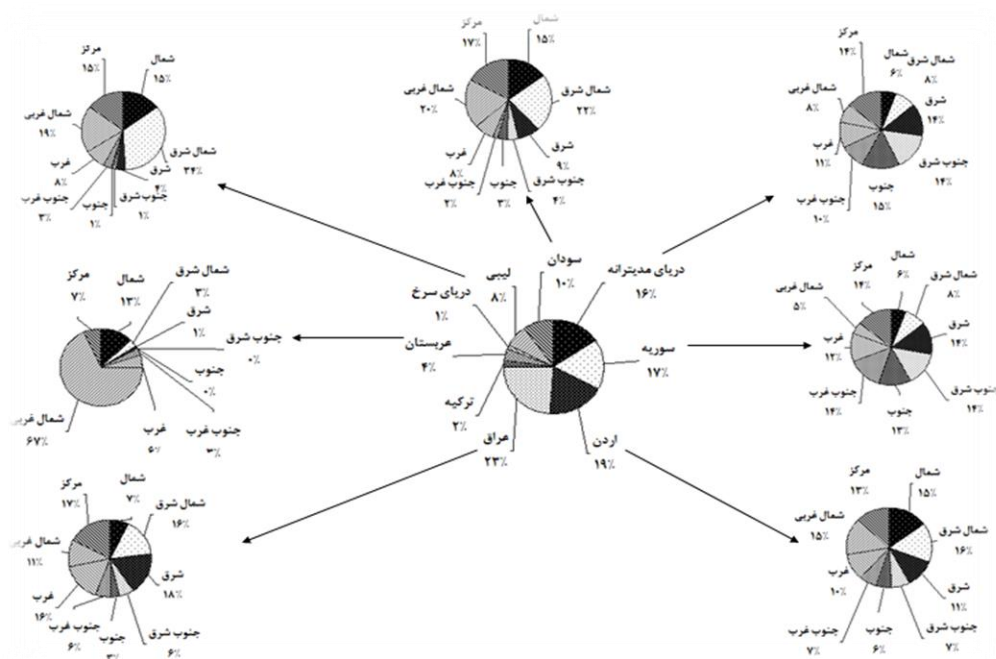 مرکز
۱۵٪
شمال
۱۵٪
شمال شرق
۳۴٪
شرق
۴٪
جنوب شرق
۱٪
جنوب
۱٪
جنوب غرب
۳٪
غرب
۸٪
شمال غربی
۱۹٪
مرکز
۱۷٪
شمال
۱۵٪
شمال شرق
۲۲٪
شرق
۹٪
جنوب شرق
۴٪
جنوب
۳٪
جنوب غرب
۲٪
غرب
۸٪
شمال غربی
۲۰٪
مرکز
۱۴٪
شمال
۶٪
شمال شرق
۸٪
شرق
۱۴٪
جنوب شرق
۱۴٪
جنوب
۱۵٪
جنوب غرب
۱۰٪
غرب
۱۱٪
شمال غربی
۸٪
مرکز
۷٪
شمال
۱۳٪
شمال شرق
۳٪
شرق
۱٪
جنوب شرق
۰٪
جنوب
۰٪
جنوب غرب
غرب
۶٪
شمال غربی
۶۷٪
سودان
۱۰٪
دریای مدیترانه
۱۶٪
سوریه
۱۷٪
اردن
۱۹٪
عراق
۲۳٪
ترکیه
۲٪
عربستان
۴٪
دریای سرخ
۱٪
لیبی
۸٪
مرکز
۱۴٪
شمال
۶٪
شمال شرق
۸٪
شرق
۱۴٪
جنوب شرق
۱۴٪
جنوب
۱۳٪
جنوب غرب
۱۴٪
غرب
۱۲٪
شمال غربی
۵٪
مرکز
۱۷٪
شمال
۷٪
شمال شرق
۱۶٪
شرق
۱۸٪
جنوب شرق
۶٪
جنوب
جنوب غرب
۶٪
غرب
۱۶٪
شمال غربی
۱۱٪
مرکز
۱۳٪
شمال
۱۵٪
شمال شرق
۱۶٪
شرق
۱۱٪
جنوب شرق
۷٪
جنوب
۶٪
جنوب غرب
۷٪
غرب
۱۰٪
شمال غربی
۱۵٪